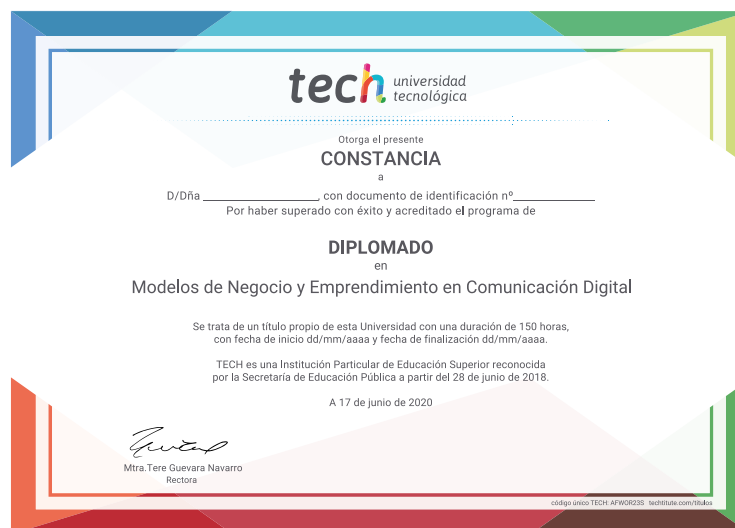 tech universidad
tecnológica
Otorga el presente
CONSTANCIA
a
D/Dña ________________, con documento de identificación nº____________
Por haber superado con éxito y acreditado el programa de
DIPLOMADO
en
Modelos de Negocio y Emprendimiento en Comunicación Digital
Se trata de un título propio de esta Universidad con una duración de 150 horas,
con fecha de inicio dd/mm/aaaa y fecha de finalización dd/mm/aaaa.
TECH es una Institución Particular de Educación Superior reconocida
por la Secretaría de Educación Pública a partir del 28 de junio de 2018.
A 17 de junio de 2020
Mtra.Tere Guevara Navarro
Rectora
código único TECH: AFWOR23S techtitute.com/titulos